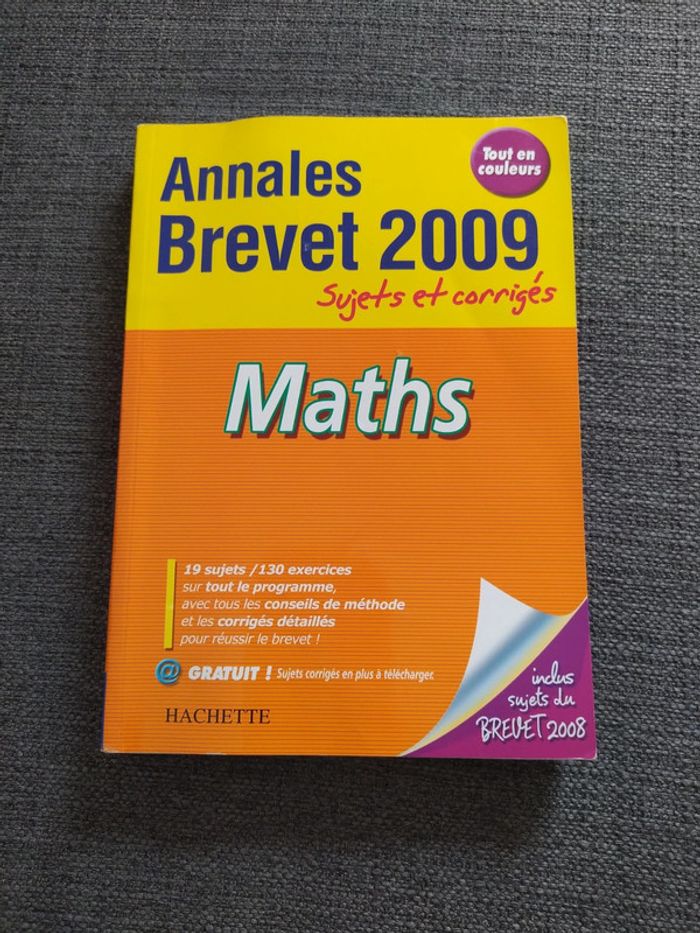 Tout en
couleurs
Annales
Brevet 2009
Sujets et corrigés
Maths
19 sujets /130 exercices
sur tout le programme,
avec tous les conseils de méthode
et les corrigés détaillés
pour réussir le brevet !
@ GRATUIT ! Sujets corrigés en plus à télécharger.
HACHETTE
inclus
sujets du
BREVET 2008